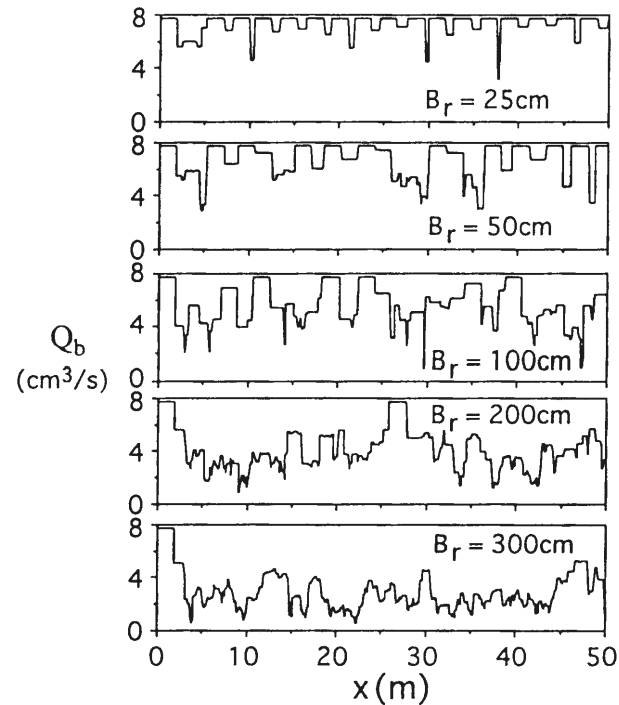 8
4
0
B_r = 25cm
8
4
0
B_r = 50cm
8
4
0
B_r = 100cm
Q_b
(cm³/s)
8
4
0
B_r = 200cm
8
4
0
B_r = 300cm
0 10 20 30 40 50
x (m)